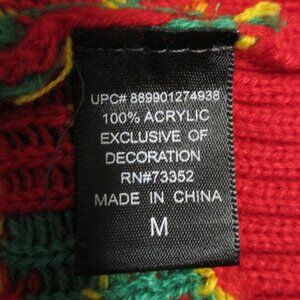 UPC# 889901274938
100% ACRYLIC
EXCLUSIVE OF
DECORATION
RN#73352
MADE IN CHINA
M